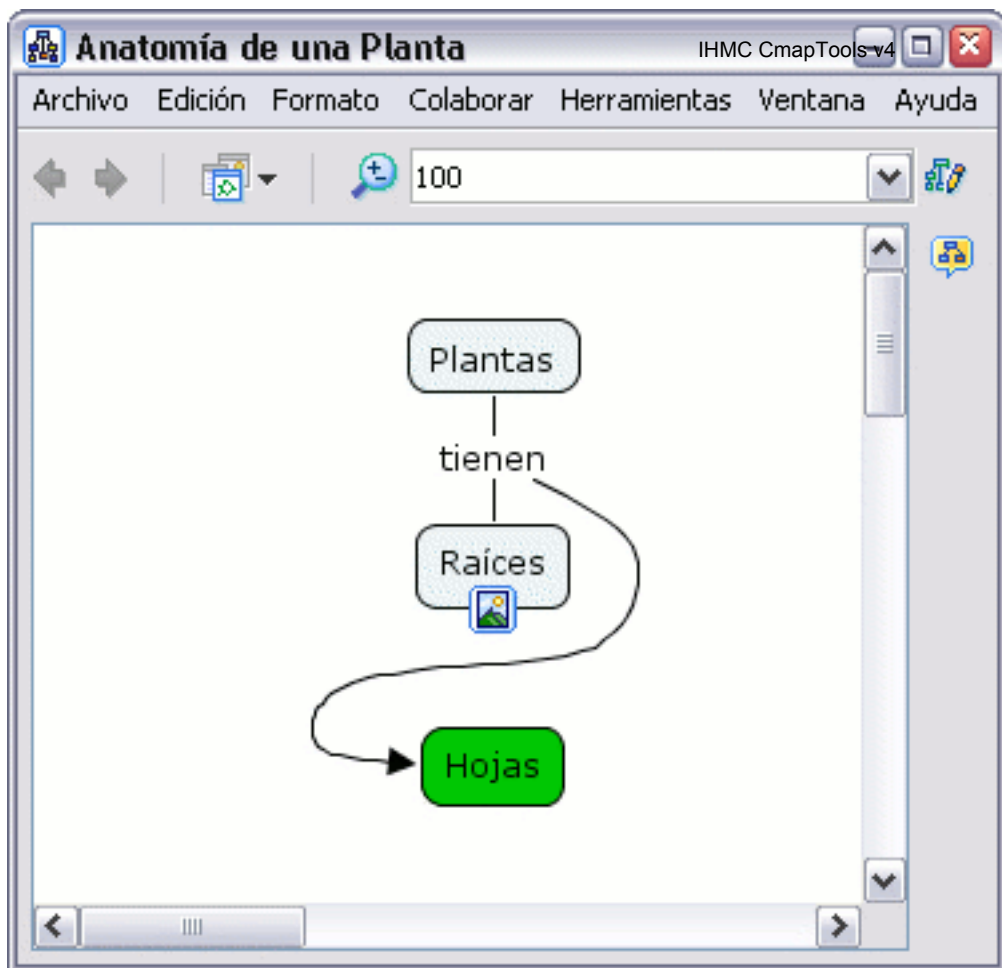 Anatomía de una Planta IHMC CmapTools v4
Archivo Edición Formato Colaborar Herramientas Ventana Ayuda
100
Plantas
tienen
Raíces
Hojas